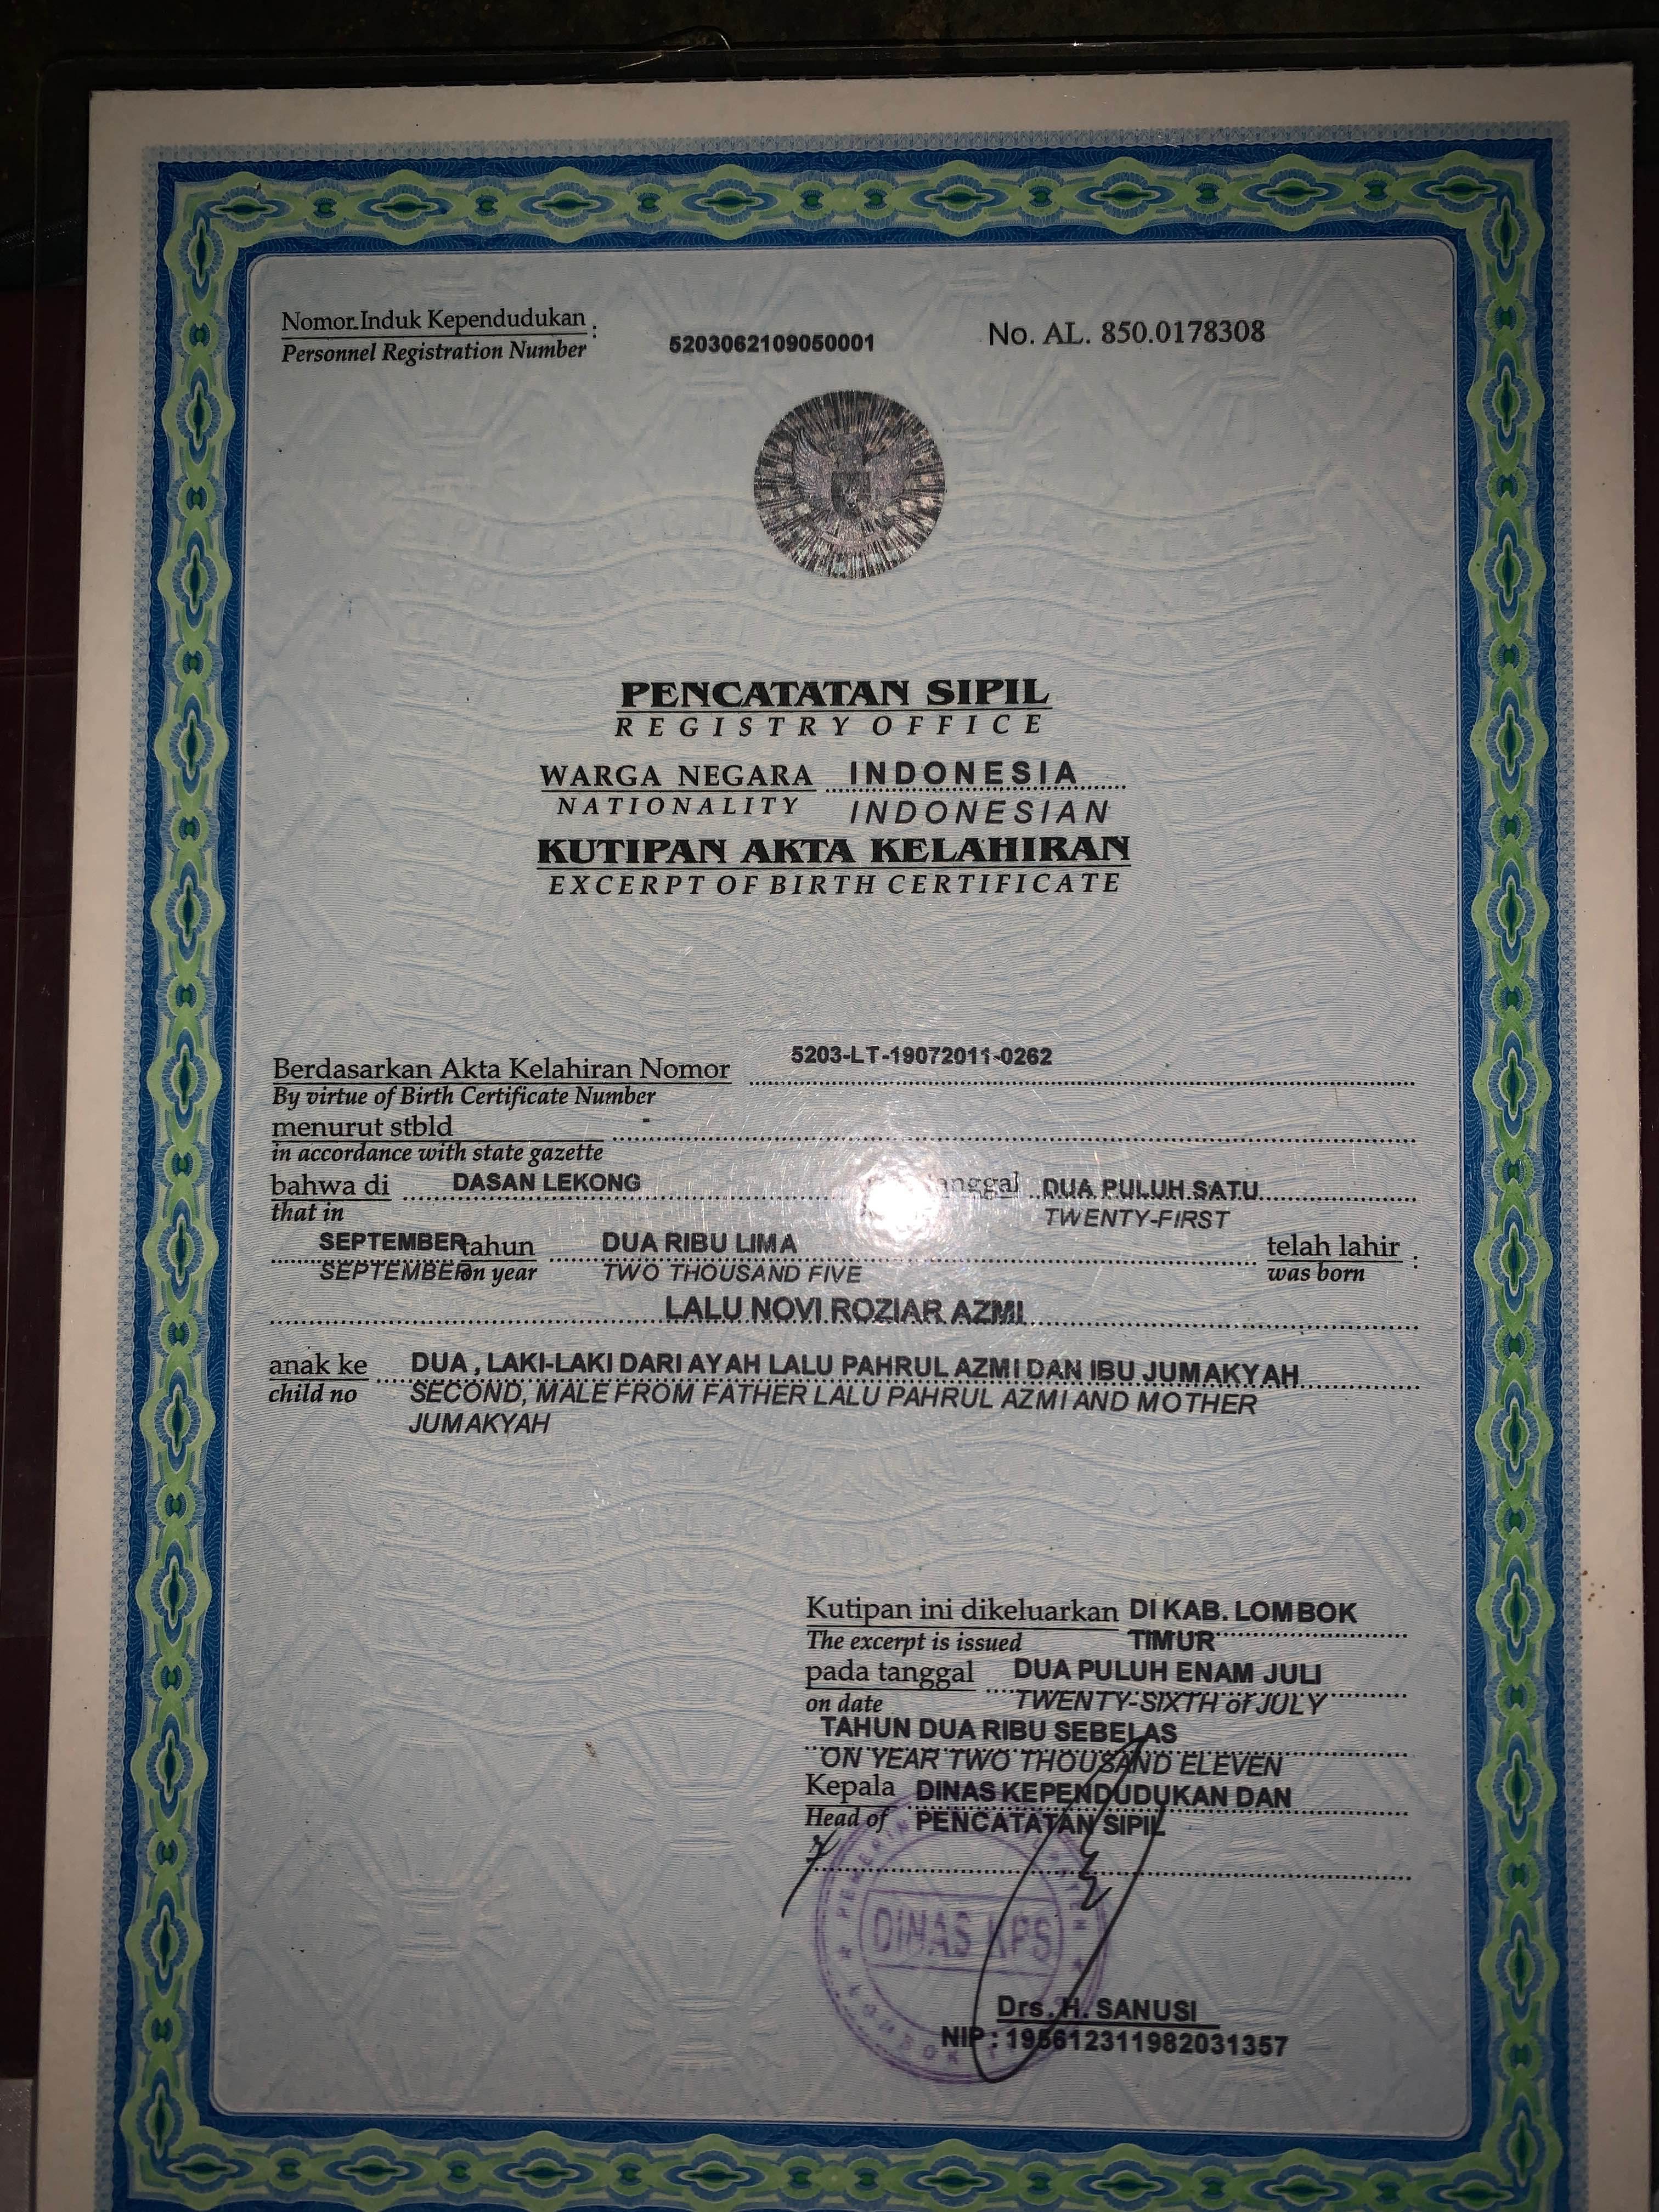 Nomor Induk Kependudukan : 5203062109050001 No. AL. 850.0178308
Personnel Registration Number
PENCATATAN SIPIL
REGISTRY OFFICE
WARGA NEGARA INDONESIA
NATIONALITY INDONESIAN
KUTIPAN AKTA KELAHIRAN
EXCERPT OF BIRTH CERTIFICATE
Berdasarkan Akta Kelahiran Nomor 5203-LT-19072011-0262
By virtue of Birth Certificate Number
menurut stbld -
in accordance with state gazette
bahwa di DASAN LEKONG DUA PULUH SATU
that in TWENTY-FIRST
SEPTEMBER tahun DUA RIBU LIMA telah lahir :
SEPTEMBER on year TWO THOUSAND FIVE was born
LALU NOVI ROZIAR AZMI
anak ke DUA , LAKI-LAKI DARI AYAH LALU PAHRUL AZMI DAN IBU JUMAKYAH
child no SECOND, MALE FROM FATHER LALU PAHRUL AZMI AND MOTHER
JUMAKYAH
Kutipan ini dikeluarkan DI KAB. LOMBOK
The excerpt is issued TIMUR
pada tanggal DUA PULUH ENAM JULI
on date TWENTY-SIXTH of JULY
TAHUN DUA RIBU SEBELAS
ON YEAR TWO THOUSAND ELEVEN
Kepala DINAS KEPENDUDUKAN DAN
Head of PENCATATAN SIPIL
DINAS KPS
Drs. H. SANUSI
NIP : 195612311982031357